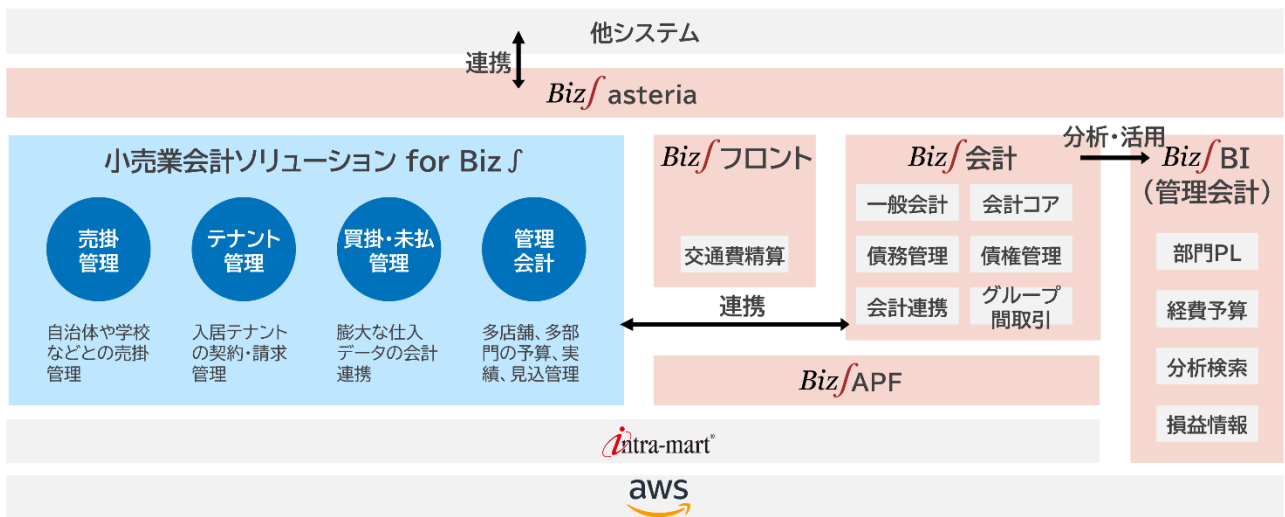 他システム
連携
Biz∫ asteria
小売業会計ソリューション for Biz ∫
売掛
管理
自治体や学校
などとの売掛
管理
テナント
管理
入居テナント
の契約・請求
管理
買掛・未払
管理
膨大な仕入
データの会計
連携
管理
会計
多店舗、多部
門の予算、実
績、見込管理
Biz∫フロント
交通費精算
連携
Biz∫会計
一般会計
会計コア
債務管理
債権管理
会計連携
グループ
間取引
分析・活用
Biz∫BI
（管理会計）
部門PL
経費予算
分析検索
損益情報
Biz∫APF
intra-mart®
aws